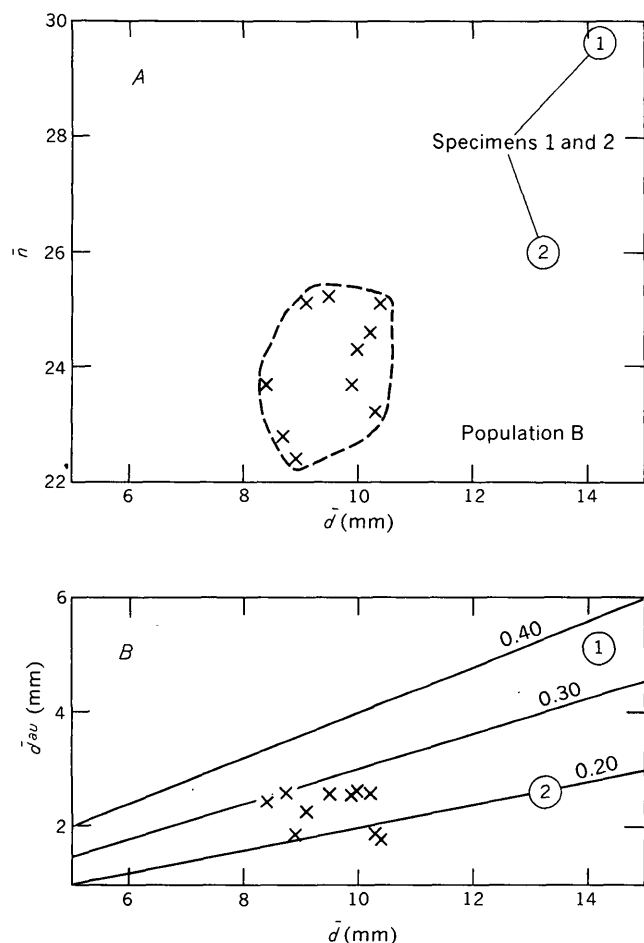 30
A
1
28
Specimens 1 and 2
n̄
26
2
24
Population B
22
6 8 10 12 14
d̄ (mm)
6
B
0.40
1
0.30
4
d̄au (mm)
0.20
2
2
6 8 10 12 14
d̄ (mm)